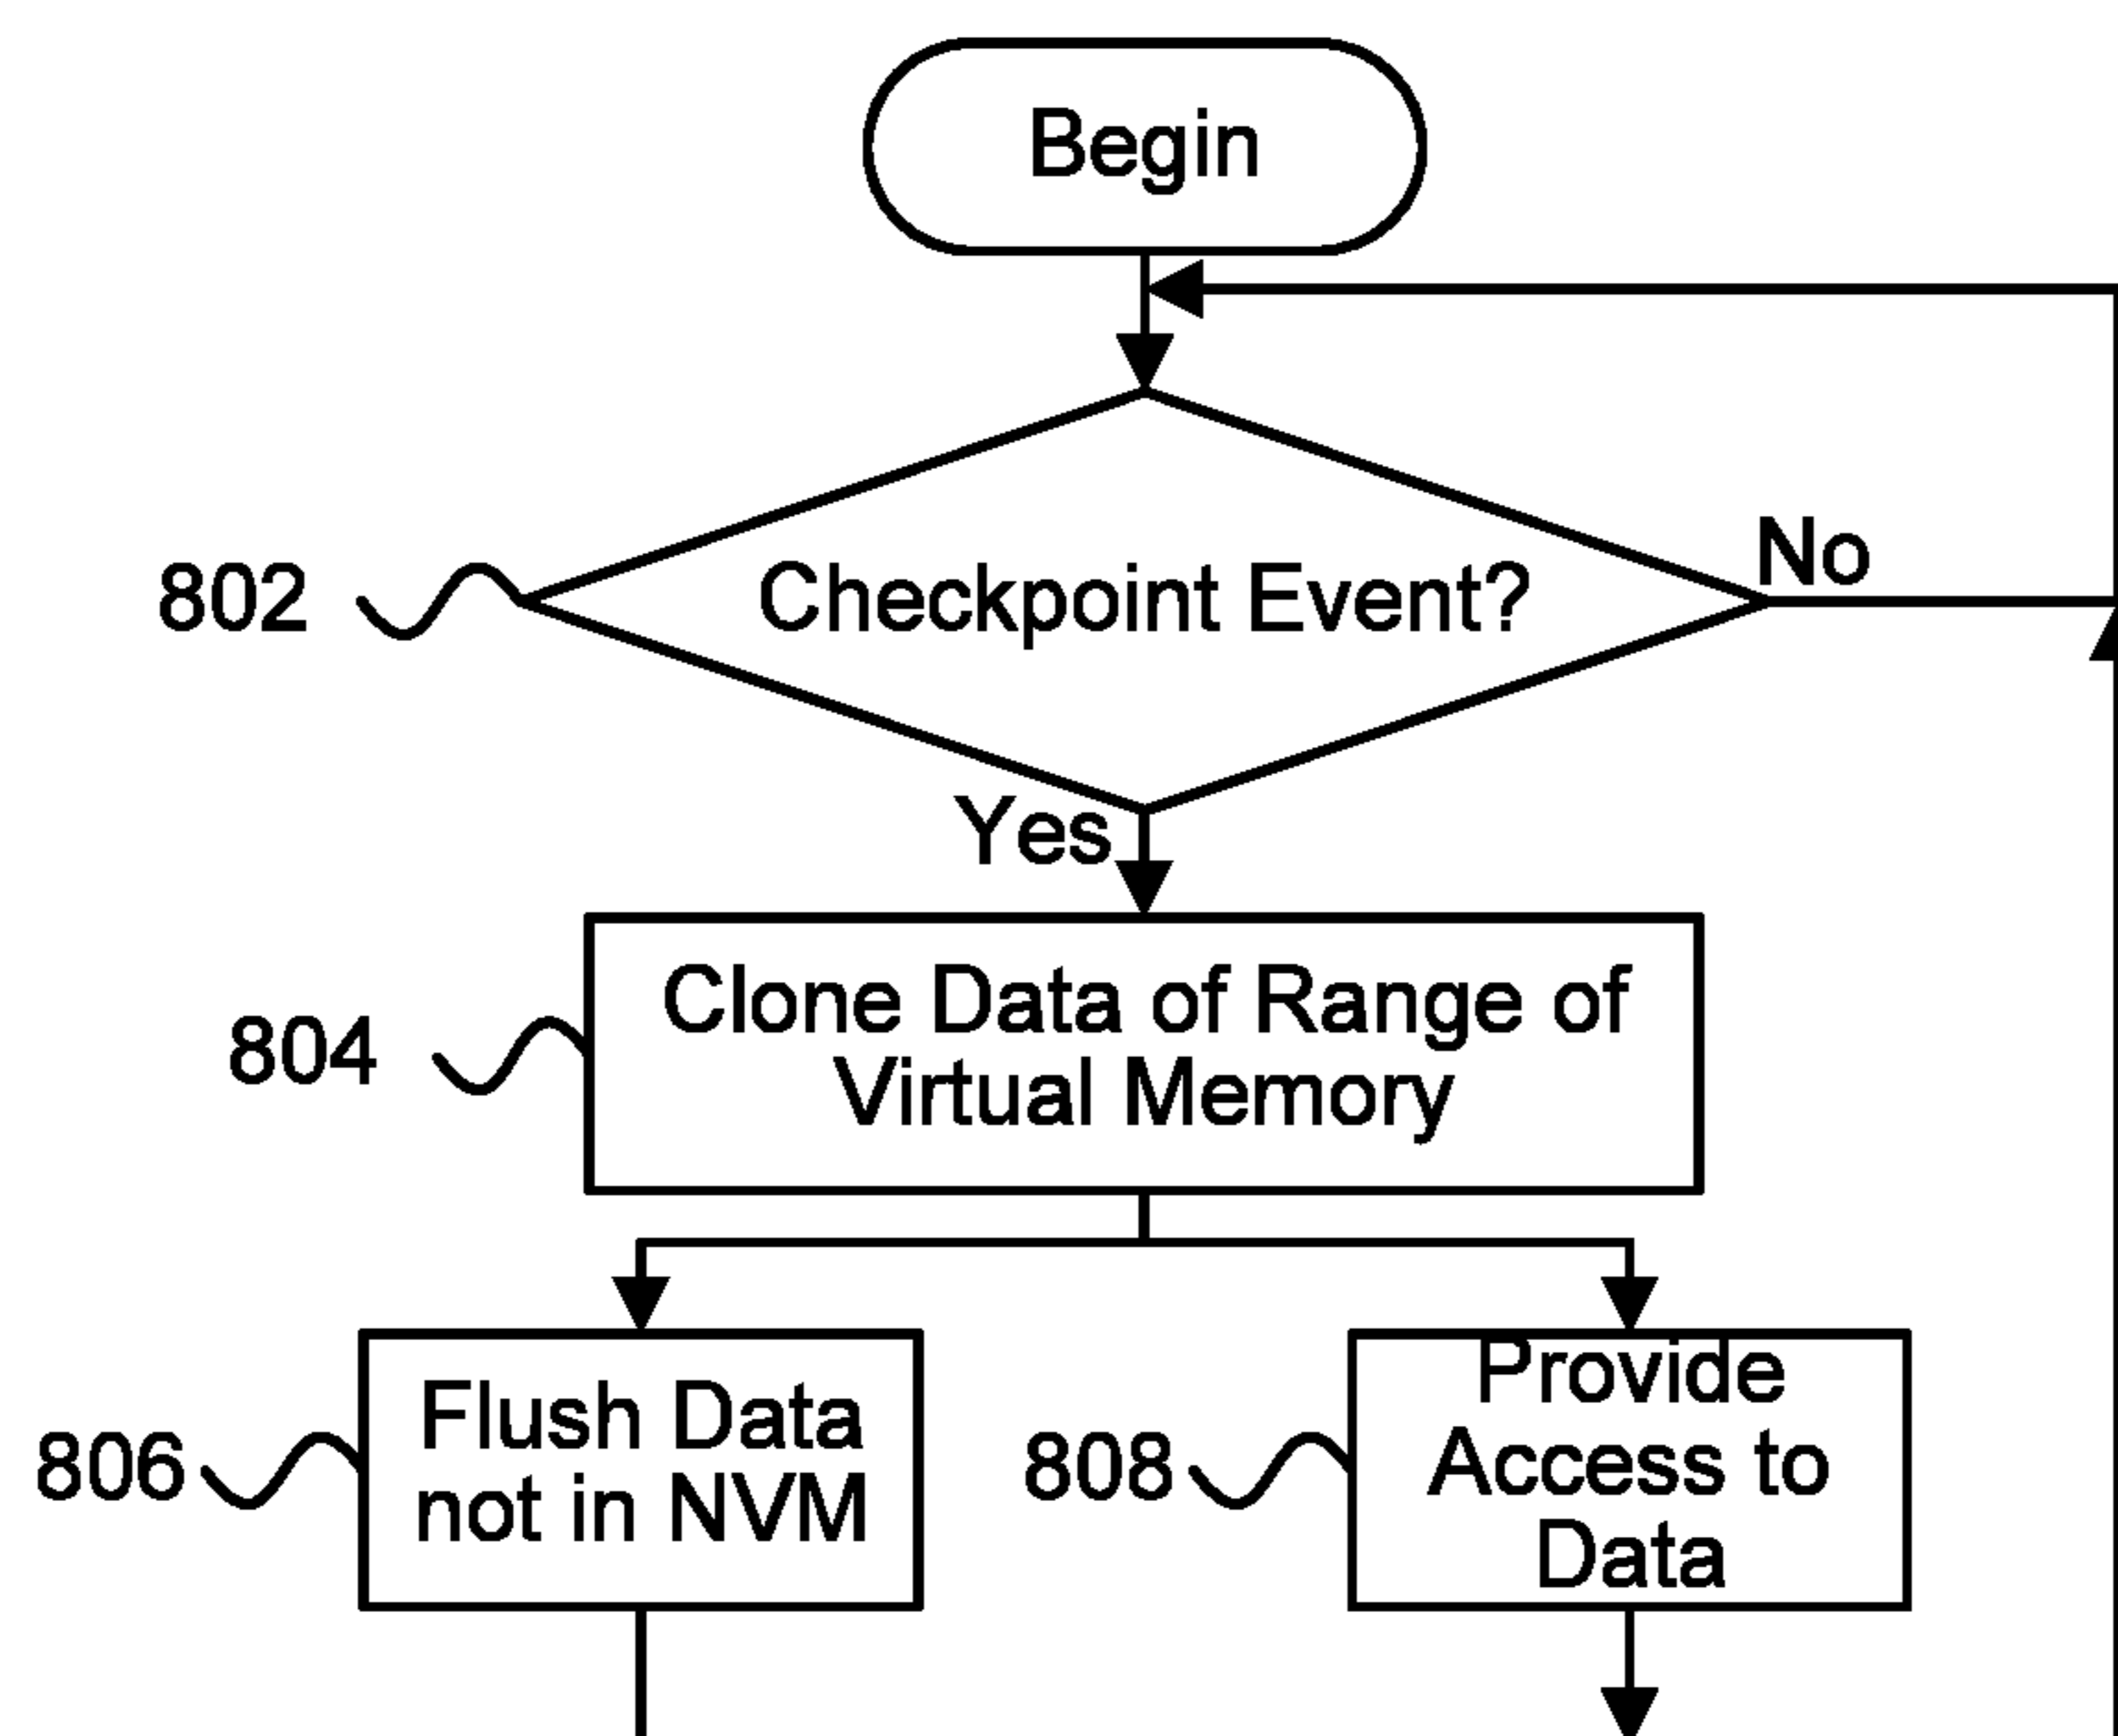 Begin
No
802
Checkpoint Event?
Yes
Clone Data of Range of
Virtual Memory
804
Flush Data
not in NVM
806
Provide
Access to
Data
808